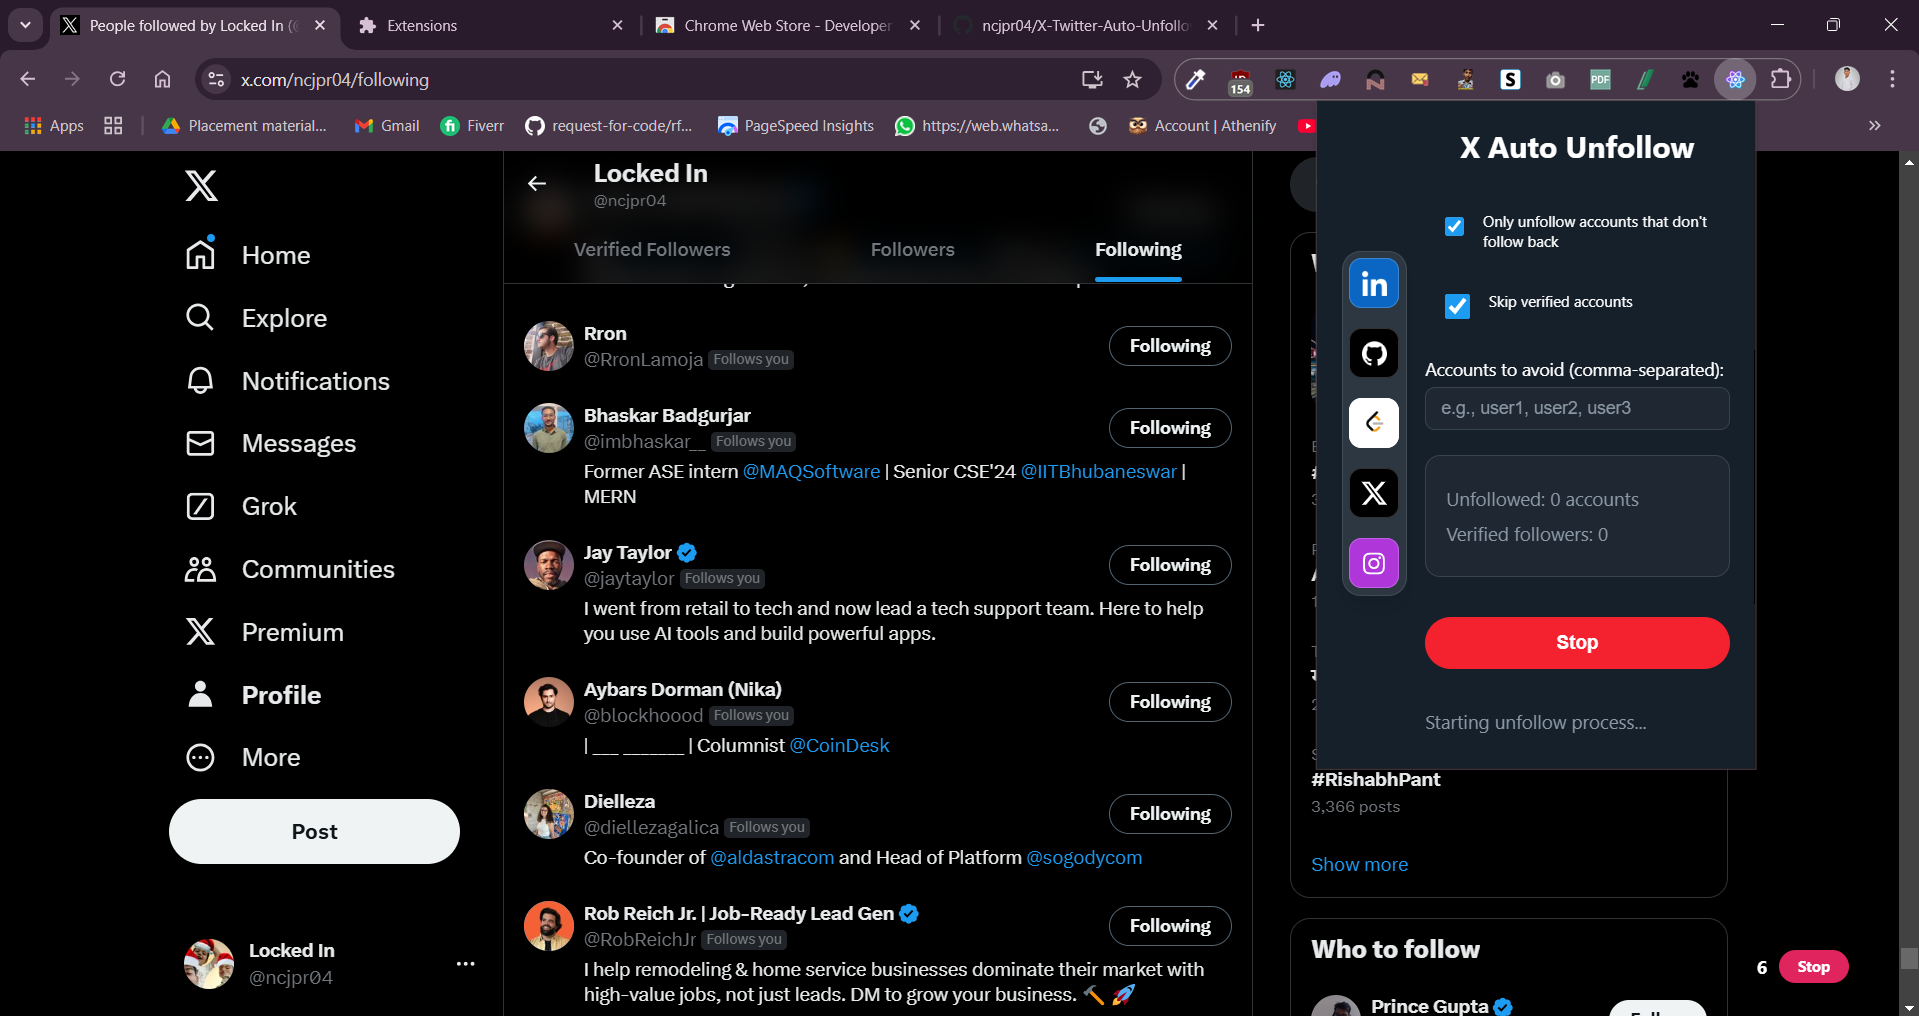 People followed by Locked In (@
Extensions
Chrome Web Store - Developer
ncjpr04/X-Twitter-Auto-Unfollo
x.com/ncjpr04/following
154
S
PDF
Apps
Placement material...
Gmail
Fiverr
request-for-code/rf...
PageSpeed Insights
https://web.whatsa...
Account | Athenify
Home
Explore
Notifications
Messages
Grok
Communities
Premium
Profile
More
Post
Locked In
@ncjpr04
Locked In
@ncjpr04
Verified Followers
Followers
Following
Rron
@RronLamoja Follows you
Following
Bhaskar Badgurjar
@imbhaskar__ Follows you
Following
Former ASE intern @MAQSoftware | Senior CSE'24 @IITBhubaneswar |
MERN
Jay Taylor
@jaytaylor Follows you
Following
I went from retail to tech and now lead a tech support team. Here to help
you use AI tools and build powerful apps.
Aybars Dorman (Nika)
@blockhoood Follows you
Following
| ___ _______ | Columnist @CoinDesk
Dielleza
@diellezagalica Follows you
Following
Co-founder of @aldastracom and Head of Platform @sogodycom
Rob Reich Jr. | Job-Ready Lead Gen
@RobReichJr Follows you
Following
I help remodeling & home service businesses dominate their market with
high-value jobs, not just leads. DM to grow your business. 🔨 🚀
X Auto Unfollow
Only unfollow accounts that don't
follow back
Skip verified accounts
Accounts to avoid (comma-separated):
e.g., user1, user2, user3
Unfollowed: 0 accounts
Verified followers: 0
Stop
Starting unfollow process...
in
#RishabhPant
3,366 posts
Show more
Who to follow
Prince Gupta
6
Stop